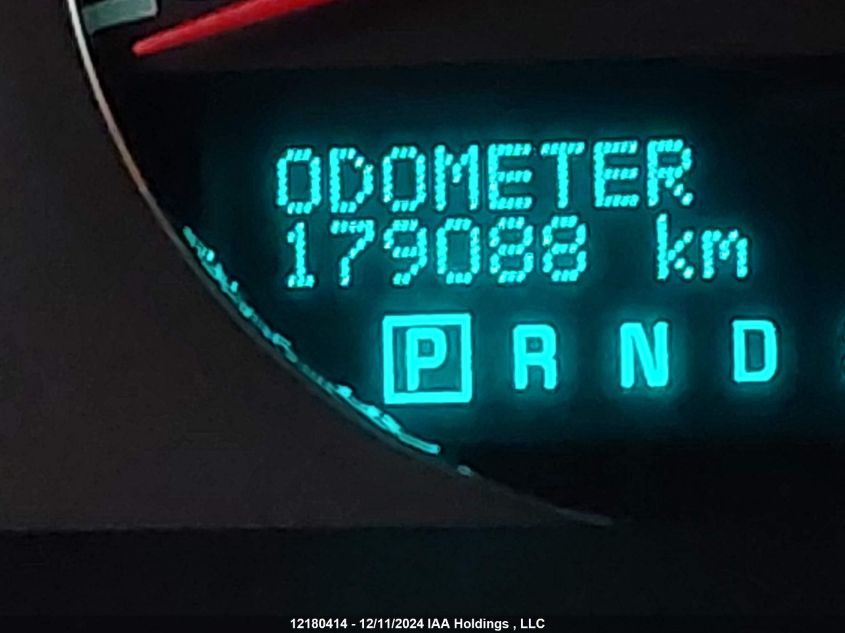 ODOMETER
179088 km
P R N D
12180414 - 12/11/2024 IAA Holdings , LLC